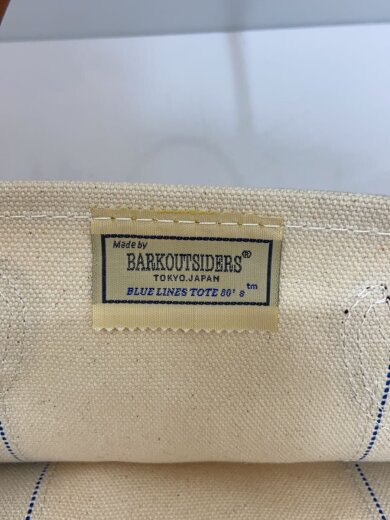 Made by
BARKOUTSIDERS®
TOKYO.JAPAN
BLUE LINES TOTE 80's tm